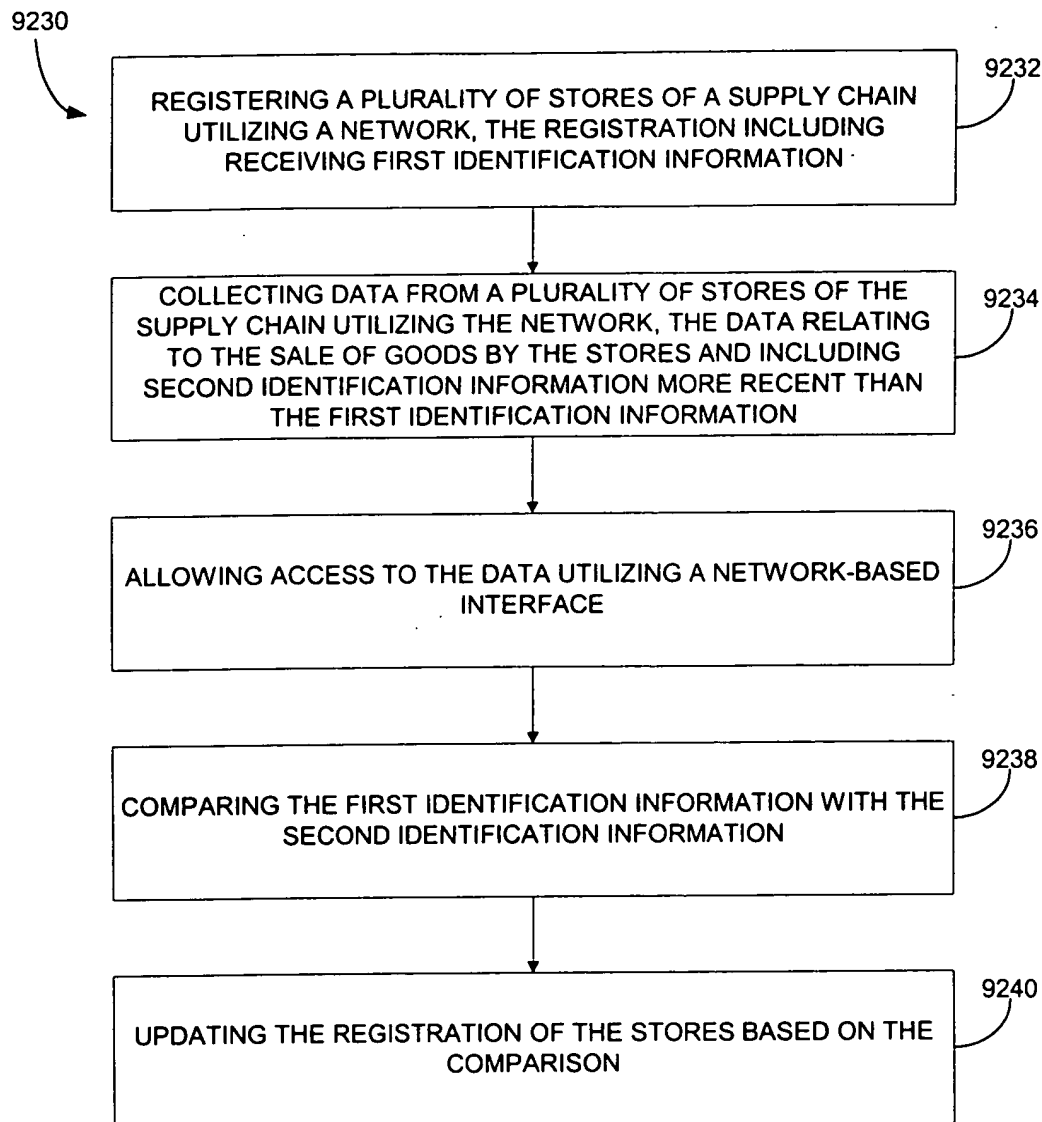 9230
9232
REGISTERING A PLURALITY OF STORES OF A SUPPLY CHAIN
UTILIZING A NETWORK, THE REGISTRATION INCLUDING
RECEIVING FIRST IDENTIFICATION INFORMATION
9234
COLLECTING DATA FROM A PLURALITY OF STORES OF THE
SUPPLY CHAIN UTILIZING THE NETWORK, THE DATA RELATING
TO THE SALE OF GOODS BY THE STORES AND INCLUDING
SECOND IDENTIFICATION INFORMATION MORE RECENT THAN
THE FIRST IDENTIFICATION INFORMATION
9236
ALLOWING ACCESS TO THE DATA UTILIZING A NETWORK-BASED
INTERFACE
9238
COMPARING THE FIRST IDENTIFICATION INFORMATION WITH THE
SECOND IDENTIFICATION INFORMATION
9240
UPDATING THE REGISTRATION OF THE STORES BASED ON THE
COMPARISON